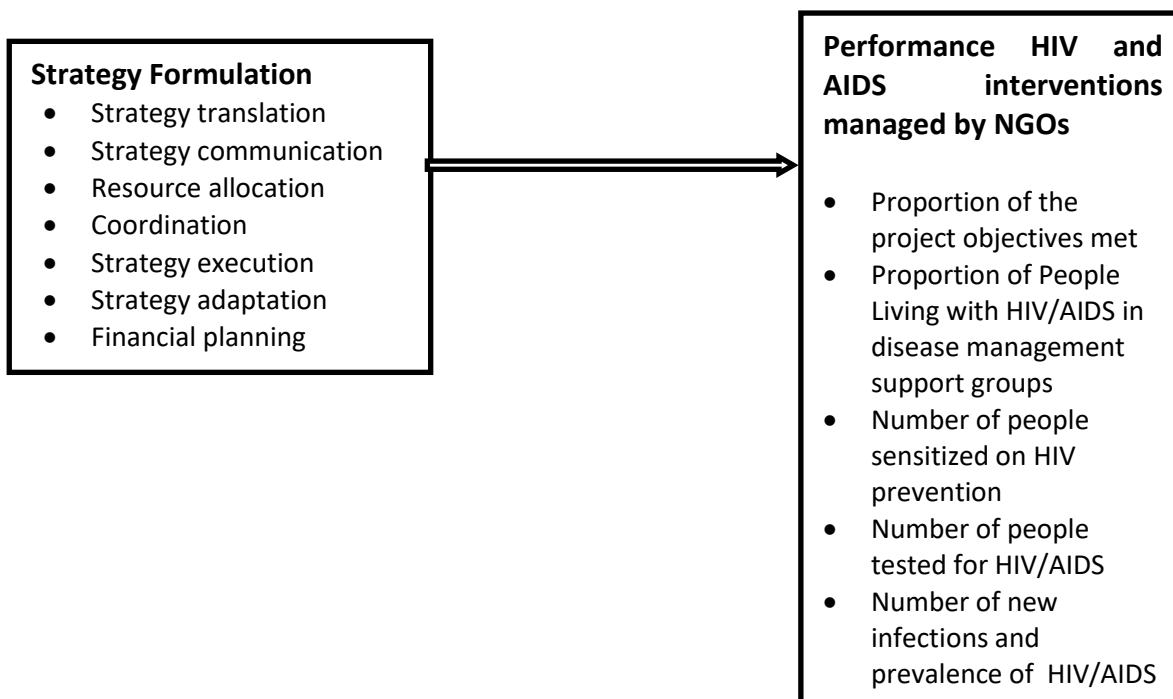 Strategy Formulation
• Strategy translation
• Strategy communication
• Resource allocation
• Coordination
• Strategy execution
• Strategy adaptation
• Financial planning
Performance HIV and
AIDS interventions
managed by NGOs
• Proportion of the
project objectives met
• Proportion of People
Living with HIV/AIDS in
disease management
support groups
• Number of people
sensitized on HIV
prevention
• Number of people
tested for HIV/AIDS
• Number of new
infections and
prevalence of HIV/AIDS